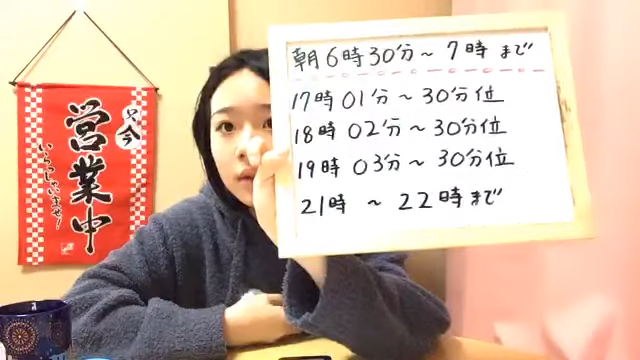 只今
営業中
いらっしゃいませ!
朝6時30分〜7時まで
17時01分〜30分位
18時02分〜30分位
19時03分〜30分位
21時〜22時まで